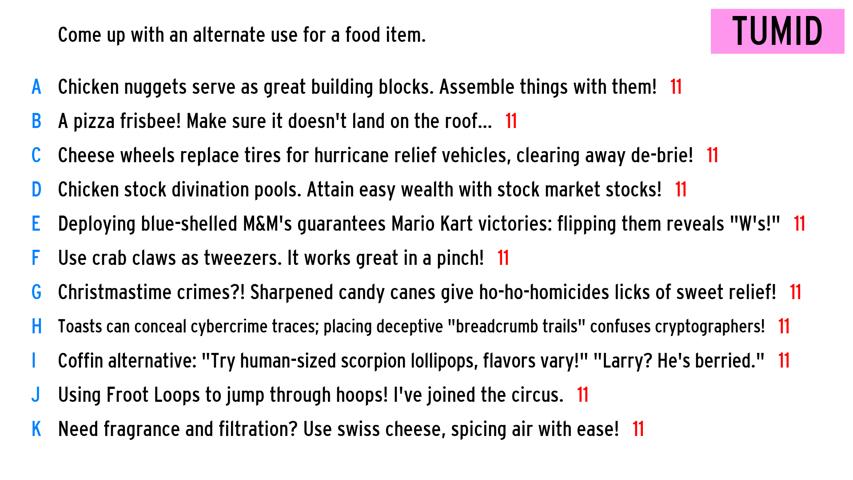 Come up with an alternate use for a food item.
TUMID
A Chicken nuggets serve as great building blocks. Assemble things with them! 11
B A pizza frisbee! Make sure it doesn't land on the roof... 11
C Cheese wheels replace tires for hurricane relief vehicles, clearing away de-brie! 11
D Chicken stock divination pools. Attain easy wealth with stock market stocks! 11
E Deploying blue-shelled M&M's guarantees Mario Kart victories: flipping them reveals "W's!" 11
F Use crab claws as tweezers. It works great in a pinch! 11
G Christmastime crimes?! Sharpened candy canes give ho-ho-homicides licks of sweet relief! 11
H Toasts can conceal cybercrime traces; placing deceptive "breadcrumb trails" confuses cryptographers! 11
I Coffin alternative: "Try human-sized scorpion lollipops, flavors vary!" "Larry? He's berried." 11
J Using Froot Loops to jump through hoops! I've joined the circus. 11
K Need fragrance and filtration? Use swiss cheese, spicing air with ease! 11